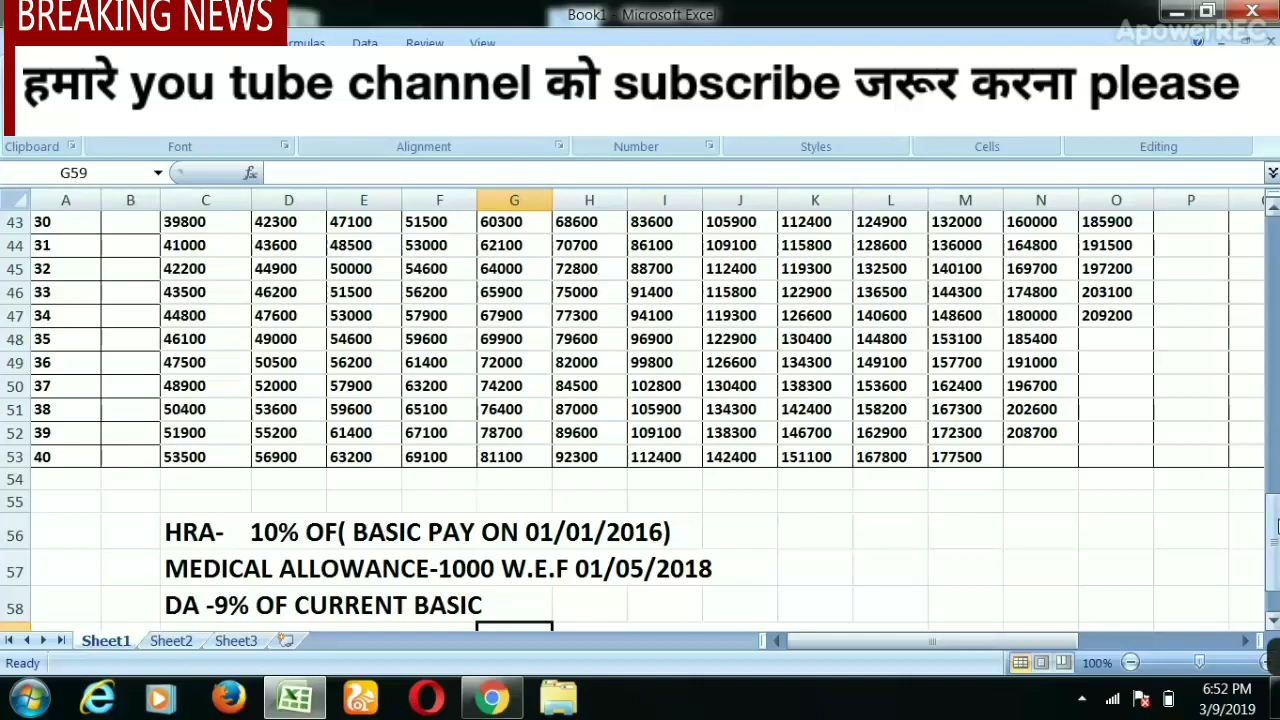 BREAKING NEWS
Book1 - Microsoft Excel
ApowerREC
Data Review View
हमारे you tube channel को subscribe जरूर करना please
Clipboard Font Alignment Number Styles Cells Editing
G59 fx
A B C D E F G H I J K L M N O P
43 30 39800 42300 47100 51500 60300 68600 83600 105900 112400 124900 132000 160000 185900
44 31 41000 43600 48500 53000 62100 70700 86100 109100 115800 128600 136000 164800 191500
45 32 42200 44900 50000 54600 64000 72800 88700 112400 119300 132500 140100 169700 197200
46 33 43500 46200 51500 56200 65900 75000 91400 115800 122900 136500 144300 174800 203100
47 34 44800 47600 53000 57900 67900 77300 94100 119300 126600 140600 148600 180000 209200
48 35 46100 49000 54600 59600 69900 79600 96900 122900 130400 144800 153100 185400
49 36 47500 50500 56200 61400 72000 82000 99800 126600 134300 149100 157700 191000
50 37 48900 52000 57900 63200 74200 84500 102800 130400 138300 153600 162400 196700
51 38 50400 53600 59600 65100 76400 87000 105900 134300 142400 158200 167300 202600
52 39 51900 55200 61400 67100 78700 89600 109100 138300 146700 162900 172300 208700
53 40 53500 56900 63200 69100 81100 92300 112400 142400 151100 167800 177500
54
55
56 HRA- 10% OF( BASIC PAY ON 01/01/2016)
57 MEDICAL ALLOWANCE-1000 W.E.F 01/05/2018
58 DA -9% OF CURRENT BASIC
Sheet1 Sheet2 Sheet3
Ready 100%
6:52 PM
3/9/2019